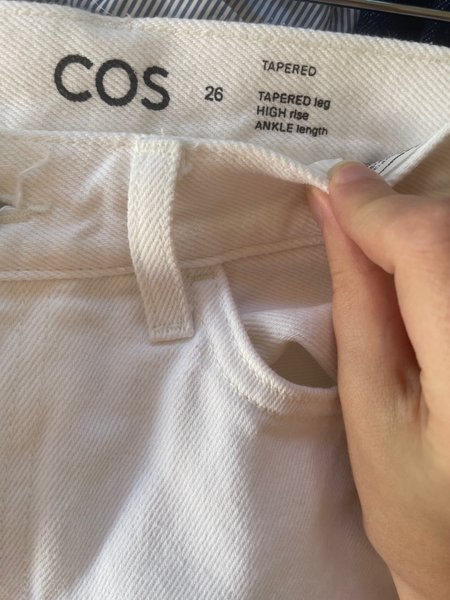 COS
26
TAPERED
TAPERED leg
HIGH rise
ANKLE length